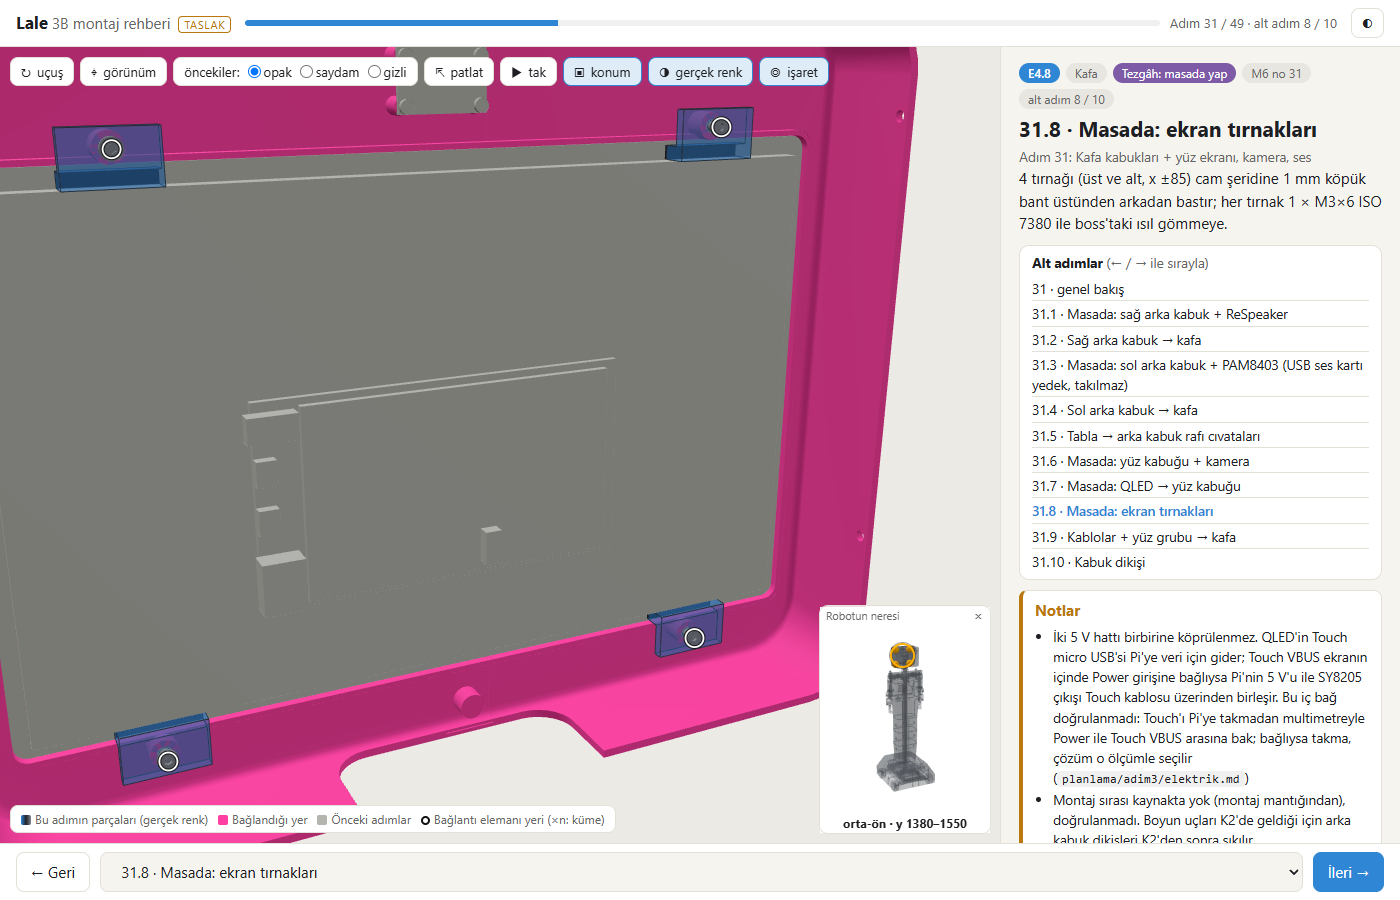 Lale 3B montaj rehberi TASLAK
Adım 31 / 49 · alt adım 8 / 10
↻ uçuş
⌖ görünüm
öncekiler: opak saydam gizli
⇱ patlat
▶ tak
▣ konum
◑ gerçek renk
◎ işaret
Robotun neresi ×
orta-ön · y 1380–1550
Bu adımın parçaları (gerçek renk) Bağlandığı yer Önceki adımlar Bağlantı elemanı yeri (×n: küme)
E4.8 Kafa Tezgâh: masada yap M6 no 31
alt adım 8 / 10
31.8 · Masada: ekran tırnakları
Adım 31: Kafa kabukları + yüz ekranı, kamera, ses
4 tırnağı (üst ve alt, x ±85) cam şeridine 1 mm köpük
bant üstünden arkadan bastır; her tırnak 1 × M3×6 ISO
7380 ile boss'taki ısıl gömmeye.
Alt adımlar (← / → ile sırayla)
31 · genel bakış
31.1 · Masada: sağ arka kabuk + ReSpeaker
31.2 · Sağ arka kabuk → kafa
31.3 · Masada: sol arka kabuk + PAM8403 (USB ses kartı
yedek, takılmaz)
31.4 · Sol arka kabuk → kafa
31.5 · Tabla → arka kabuk rafı cıvataları
31.6 · Masada: yüz kabuğu + kamera
31.7 · Masada: QLED → yüz kabuğu
31.8 · Masada: ekran tırnakları
31.9 · Kablolar + yüz grubu → kafa
31.10 · Kabuk dikişi
Notlar
• İki 5 V hattı birbirine köprülenmez. QLED'in Touch
micro USB'si Pi'ye veri için gider; Touch VBUS ekranın
içinde Power girişine bağlıysa Pi'nin 5 V'u ile SY8205
çıkışı Touch kablosu üzerinden birleşir. Bu iç bağ
doğrulanmadı: Touch'ı Pi'ye takmadan multimetreyle
Power ile Touch VBUS arasına bak; bağlıysa takma,
çözüm o ölçümle seçilir
(planlama/adim3/elektrik.md)
• Montaj sırası kaynakta yok (montaj mantığından),
doğrulanmadı. Boyun uçları K2'de geldiği için arka
kabuk dikişleri K2'den sonra sıkılır.
← Geri
31.8 · Masada: ekran tırnakları
İleri →